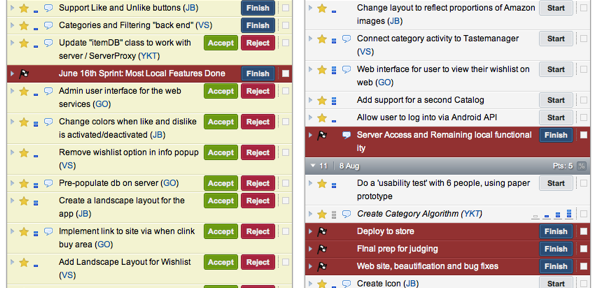 Support Like and Unlike buttons (JB) Finish
Categories and Filtering "back end" (VS) Finish
Update "itemDB" class to work with Accept Reject
server / ServerProxy (YKT)
June 16th Sprint: Most Local Features Done Finish
Admin user interface for the web Accept Reject
services (GO)
Change colors when like and dislike Accept Reject
is activated/deactivated (JB)
Remove wishlist option in info popup Accept Reject
(VS)
Pre-populate db on server (GO) Accept Reject
Create a landscape layout for the Accept Reject
app (JB)
Implement link to site via when clink Accept Reject
buy area (GO)
Add Landscape Layout for Wishlist Accept Reject
(VS)
Change layout to reflect proportions of Amazon Start
images (JB)
Connect category activity to Tastemanager Start
(VS)
Web interface for user to view their wishlist on Start
web (GO)
Add support for a second Catalog Start
Allow user to log into via Android API Start
Server Access and Remaining local functional Finish
ity
11 8 Aug Pts: 5 %
Do a 'usability test' with 6 people, using paper Start
prototype
Create Category Algorithm (YKT)
Deploy to store Finish
Final prep for judging Finish
Web site, beautification and bug fixes Finish
Create Icon (JB) Start